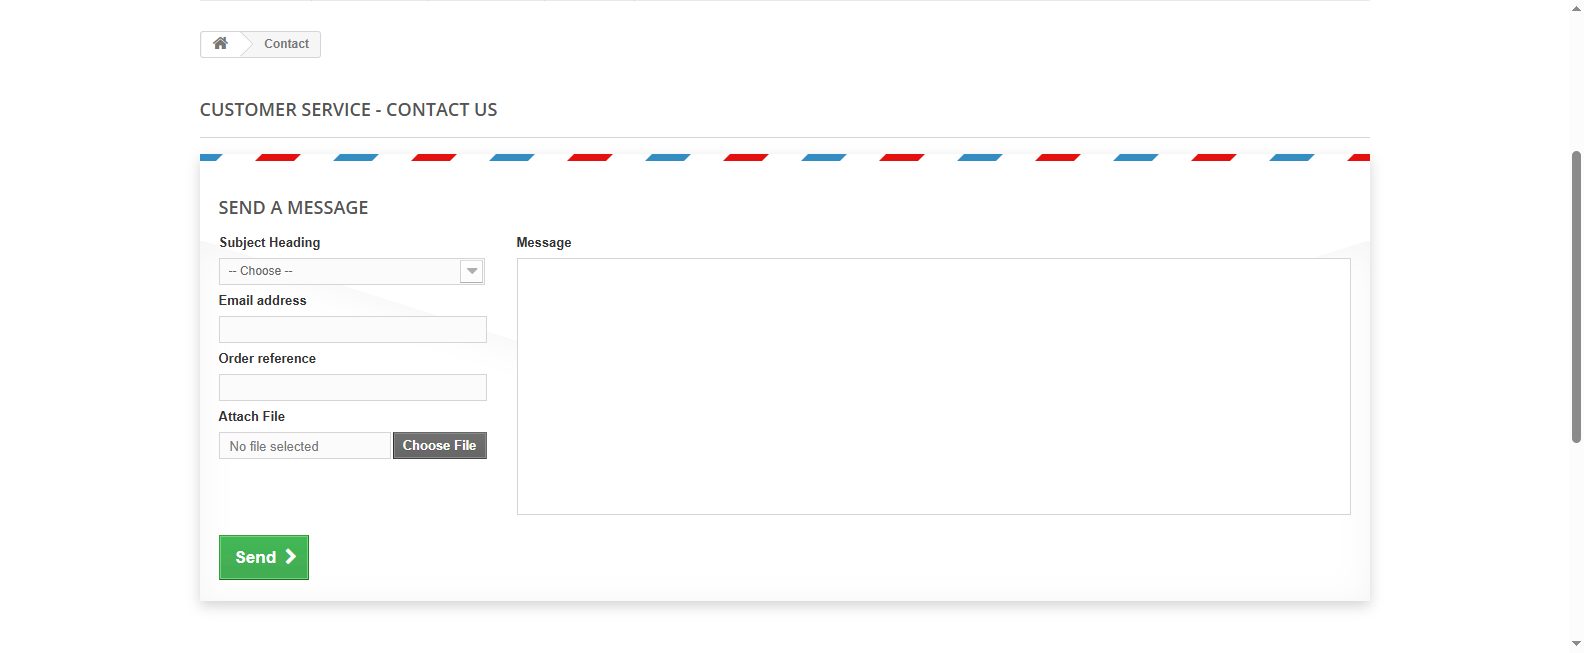 Contact
CUSTOMER SERVICE - CONTACT US
SEND A MESSAGE
Subject Heading
-- Choose --
Email address
Order reference
Attach File
No file selected
Choose File
Message
Send